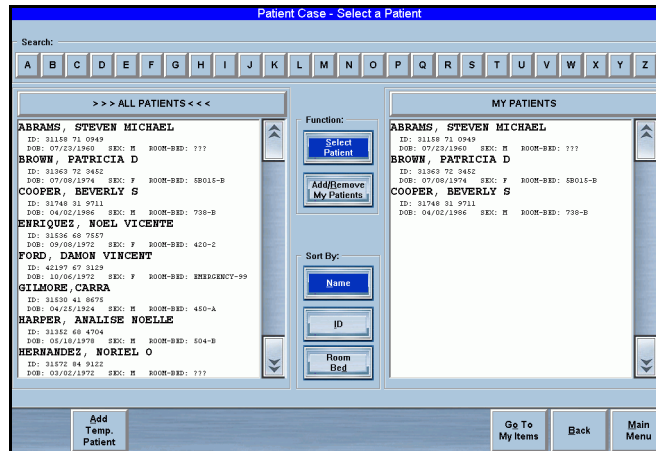 Patient Case - Select a Patient
Search:
A B C D E F G H I J K L M N O P Q R S T U V W X Y Z
> > > ALL PATIENTS < < <
ABRAMS, STEVEN MICHAEL
ID: 31158 71 0949
DOB: 07/23/1960 SEX: M ROOM-BED: ???
BROWN, PATRICIA D
ID: 31363 72 3452
DOB: 07/08/1974 SEX: F ROOM-BED: 5B015-B
COOPER, BEVERLY S
ID: 31748 31 9711
DOB: 04/02/1986 SEX: M ROOM-BED: 738-B
ENRIQUEZ, NOEL VICENTE
ID: 31536 68 7557
DOB: 09/08/1972 SEX: F ROOM-BED: 420-2
FORD, DAMON VINCENT
ID: 42197 67 3129
DOB: 10/06/1972 SEX: F ROOM-BED: EMERGENCY-99
GILMORE,CARRA
ID: 31530 41 8675
DOB: 04/25/1924 SEX: M ROOM-BED: 450-A
HARPER, ANALISE NOELLE
ID: 31352 68 4704
DOB: 05/18/1978 SEX: M ROOM-BED: 504-B
HERNANDEZ, NORIEL O
ID: 31572 84 9122
DOB: 03/02/1972 SEX: M ROOM-BED: ???
Function:
Select
Patient
Add/Remove
My Patients
Sort By:
Name
ID
Room
Bed
MY PATIENTS
ABRAMS, STEVEN MICHAEL
ID: 31158 71 0949
DOB: 07/23/1960 SEX: M ROOM-BED: ???
BROWN, PATRICIA D
ID: 31363 72 3452
DOB: 07/08/1974 SEX: F ROOM-BED: 5B015-B
COOPER, BEVERLY S
ID: 31748 31 9711
DOB: 04/02/1986 SEX: M ROOM-BED: 738-B
Add
Temp.
Patient
Go To
My Items
Back
Main
Menu